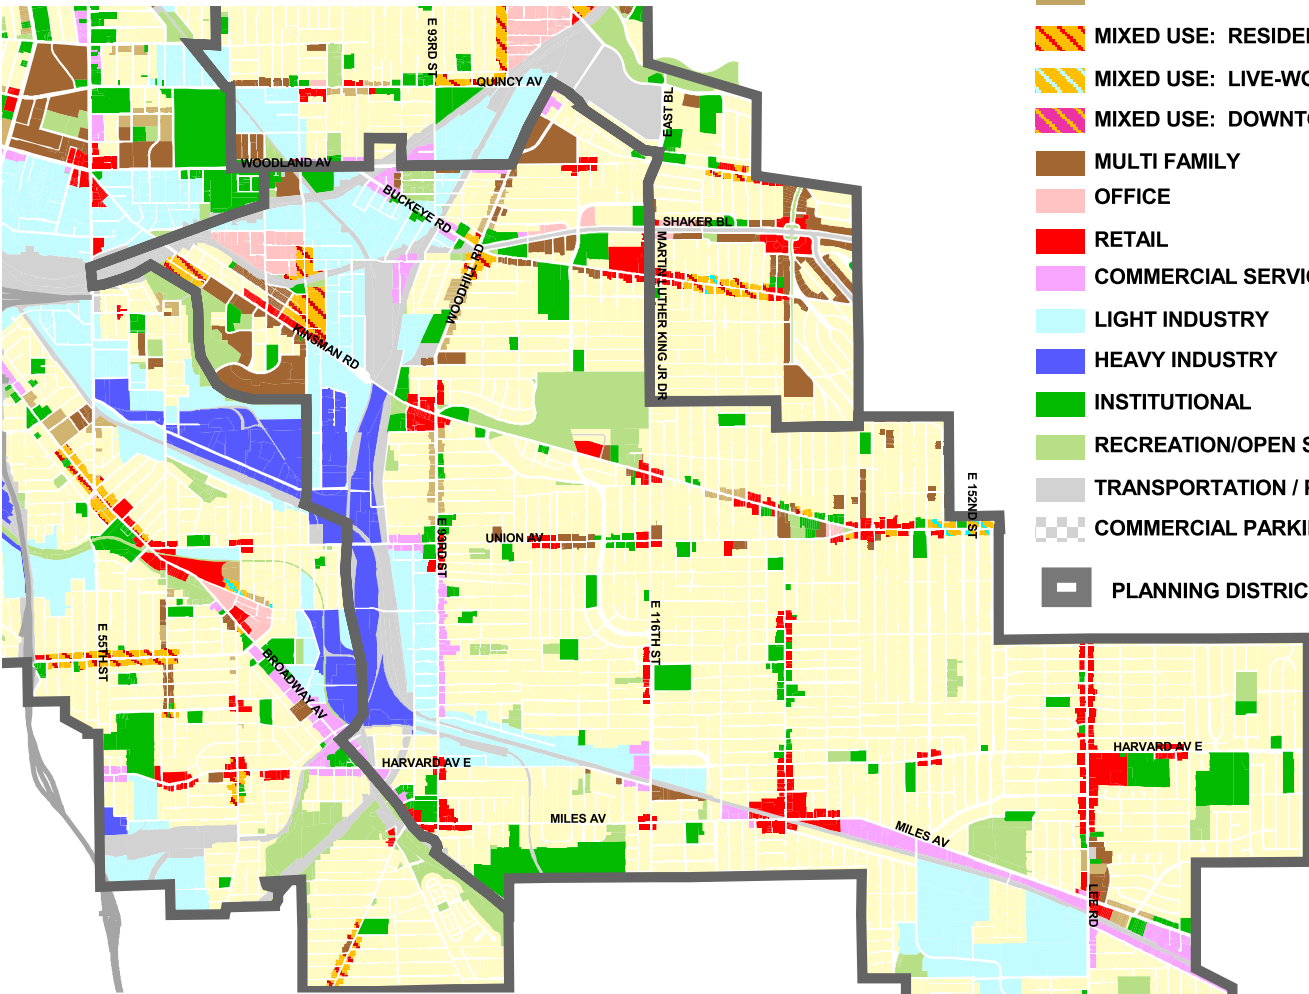 E 93RD ST
QUINCY AV
EAST BL
WOODLAND AV
BUCKEYE RD
SHAKER BL
WOODHILL RD
MARTIN LUTHER KING JR DR
KINSMAN RD
E 93RD ST
UNION AV
E 152ND ST
E 116TH ST
E 55TH ST
BROADWAY AV
HARVARD AV E
HARVARD AV E
MILES AV
MILES AV
LEE RD
MIXED USE: RESIDE
MIXED USE: LIVE-WO
MIXED USE: DOWNTO
MULTI FAMILY
OFFICE
RETAIL
COMMERCIAL SERVIC
LIGHT INDUSTRY
HEAVY INDUSTRY
INSTITUTIONAL
RECREATION/OPEN S
TRANSPORTATION /
COMMERCIAL PARKI
PLANNING DISTRIC